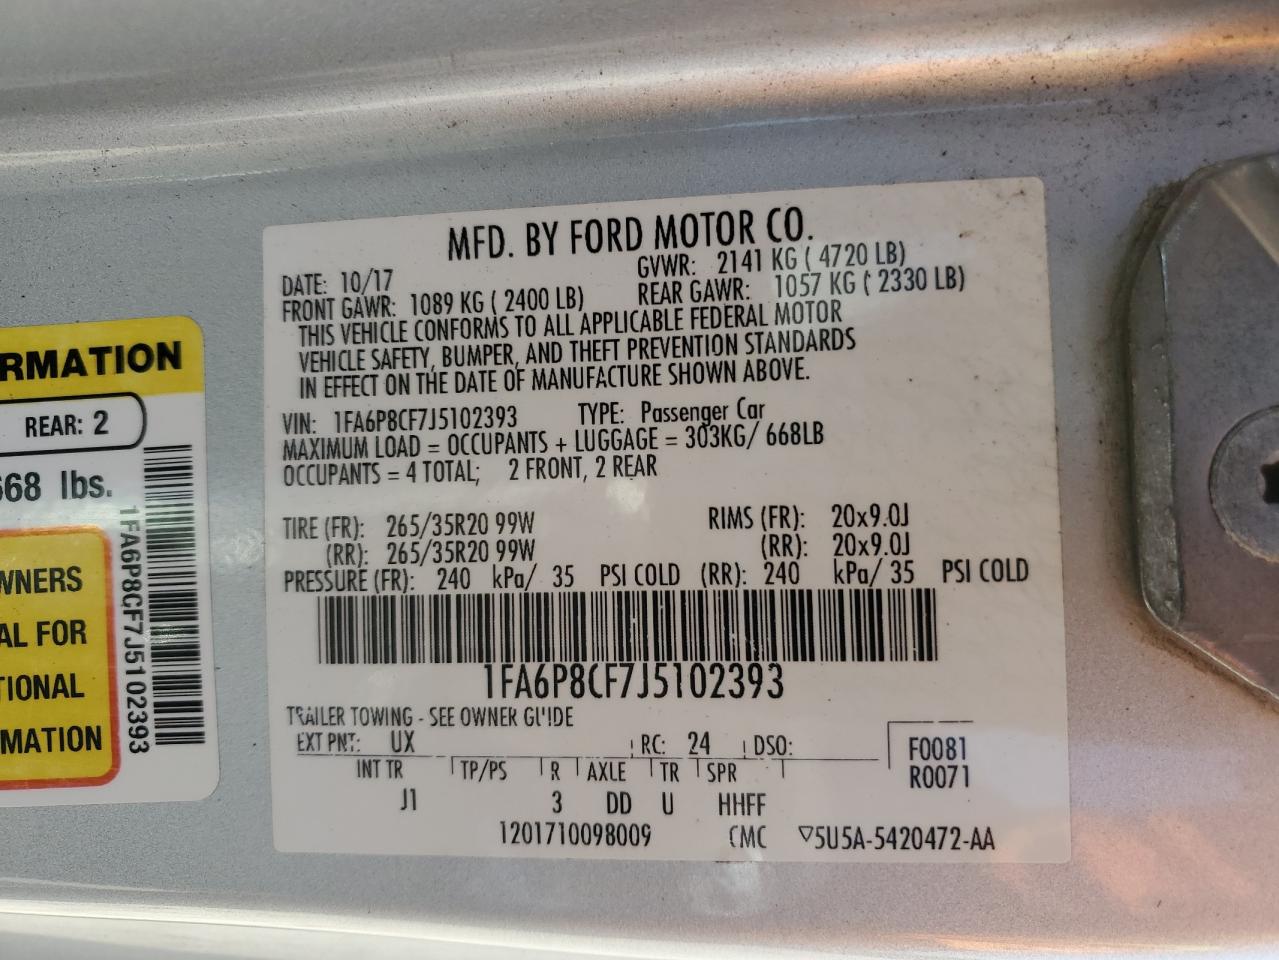 MFD. BY FORD MOTOR CO.
DATE: 10/17
GVWR: 2141 KG ( 4720 LB)
FRONT GAWR: 1089 KG ( 2400 LB)
REAR GAWR: 1057 KG ( 2330 LB)
THIS VEHICLE CONFORMS TO ALL APPLICABLE FEDERAL MOTOR
VEHICLE SAFETY, BUMPER, AND THEFT PREVENTION STANDARDS
IN EFFECT ON THE DATE OF MANUFACTURE SHOWN ABOVE.
VIN: 1FA6P8CF7J5102393 TYPE: Passenger Car
MAXIMUM LOAD = OCCUPANTS + LUGGAGE = 303KG/ 668LB
OCCUPANTS = 4 TOTAL; 2 FRONT, 2 REAR
TIRE (FR): 265/35R20 99W RIMS (FR): 20x9.0J
(RR): 265/35R20 99W (RR): 20x9.0J
PRESSURE (FR): 240 kPa/ 35 PSI COLD (RR): 240 kPa/ 35 PSI COLD
1FA6P8CF7J5102393
TRAILER TOWING - SEE OWNER GUIDE
EXT PNT: UX RC: 24 DSO: F0081
R0071
INT TR TP/PS R AXLE TR SPR
J1 3 DD U HHFF
1201710098009 CMC ▽5U5A-5420472-AA
RMATION
REAR: 2
668 lbs.
WNERS
AL FOR
TIONAL
MATION
1FA6P8CF7J5102393